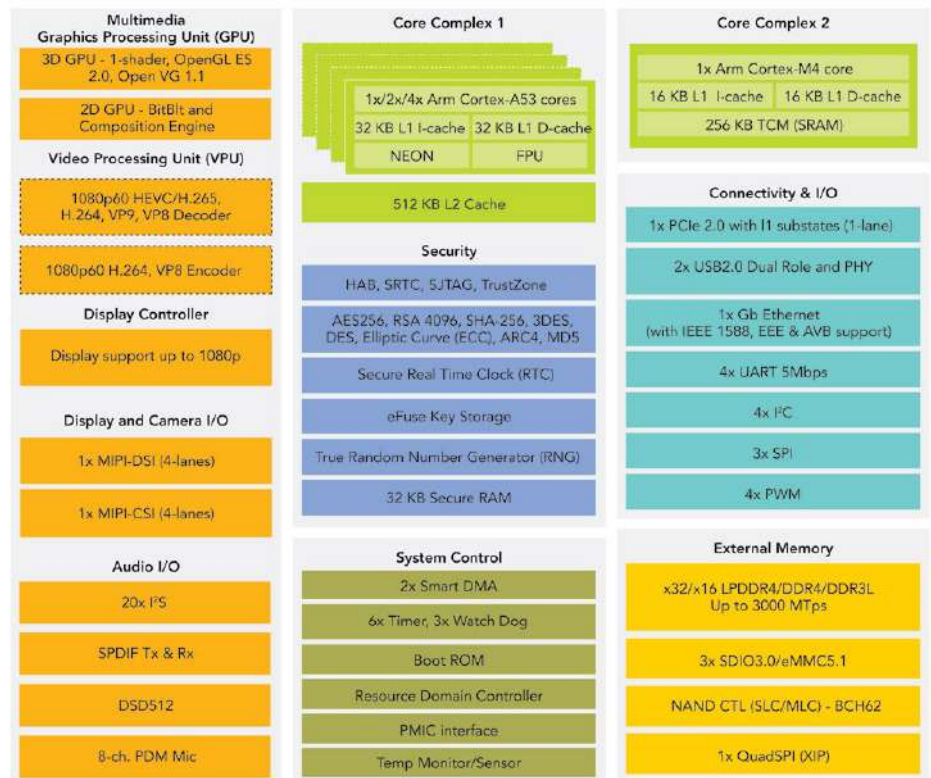 Multimedia
Graphics Processing Unit (GPU)
3D GPU - 1-shader, OpenGL ES
2.0, Open VG 1.1
2D GPU - BitBlt and
Composition Engine
Video Processing Unit (VPU)
1080p60 HEVC/H.265,
H.264, VP9, VP8 Decoder
1080p60 H.264, VP8 Encoder
Display Controller
Display support up to 1080p
Display and Camera I/O
1x MIPI-DSI (4-lanes)
1x MIPI-CSI (4-lanes)
Audio I/O
20x I²S
SPDIF Tx & Rx
DSD512
8-ch. PDM Mic
Core Complex 1
1x/2x/4x Arm Cortex-A53 cores
32 KB L1 I-cache
32 KB L1 D-cache
NEON
FPU
512 KB L2 Cache
Security
HAB, SRTC, SJTAG, TrustZone
AES256, RSA 4096, SHA-256, 3DES,
DES, Elliptic Curve (ECC), ARC4, MD5
Secure Real Time Clock (RTC)
eFuse Key Storage
True Random Number Generator (RNG)
32 KB Secure RAM
System Control
2x Smart DMA
6x Timer, 3x Watch Dog
Boot ROM
Resource Domain Controller
PMIC interface
Temp Monitor/Sensor
Core Complex 2
1x Arm Cortex-M4 core
16 KB L1 I-cache
16 KB L1 D-cache
256 KB TCM (SRAM)
Connectivity & I/O
1x PCIe 2.0 with l1 substates (1-lane)
2x USB2.0 Dual Role and PHY
1x Gb Ethernet
(with IEEE 1588, EEE & AVB support)
4x UART 5Mbps
4x I²C
3x SPI
4x PWM
External Memory
x32/x16 LPDDR4/DDR4/DDR3L
Up to 3000 MTps
3x SDIO3.0/eMMC5.1
NAND CTL (SLC/MLC) - BCH62
1x QuadSPI (XIP)